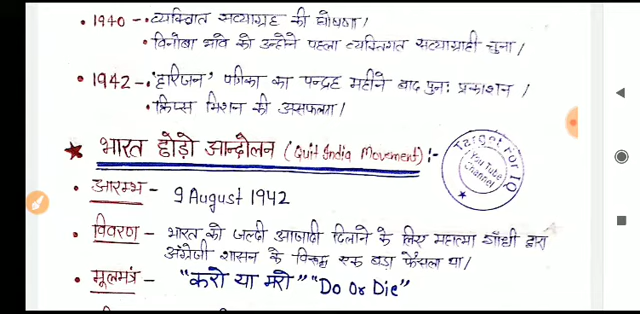 • 1940 -• व्यक्तिगत सत्याग्रह की घोषणा।
• विनोबा भावे को उन्होने पहला व्यक्तिगत सत्याग्राही चुना।
• 1942 -• 'हरिजन' पत्रिका का पन्द्रह महीने बाद पुनः प्रकाशन।
• क्रिप्स मिशन की असफलता।
★ भारत छोड़ो आन्दोलन (Quit India Movement) :-
Target For IQ
You Tube
Channel
• आरम्भ - 9 August 1942
• विवरण - भारत को जल्दी आजादी दिलाने के लिए महात्मा गाँधी द्वारा
अंग्रेजी शासन के विरूद्ध एक बड़ा फैसला था।
• मूलमंत्र - "करो या मरो" "Do Or Die"